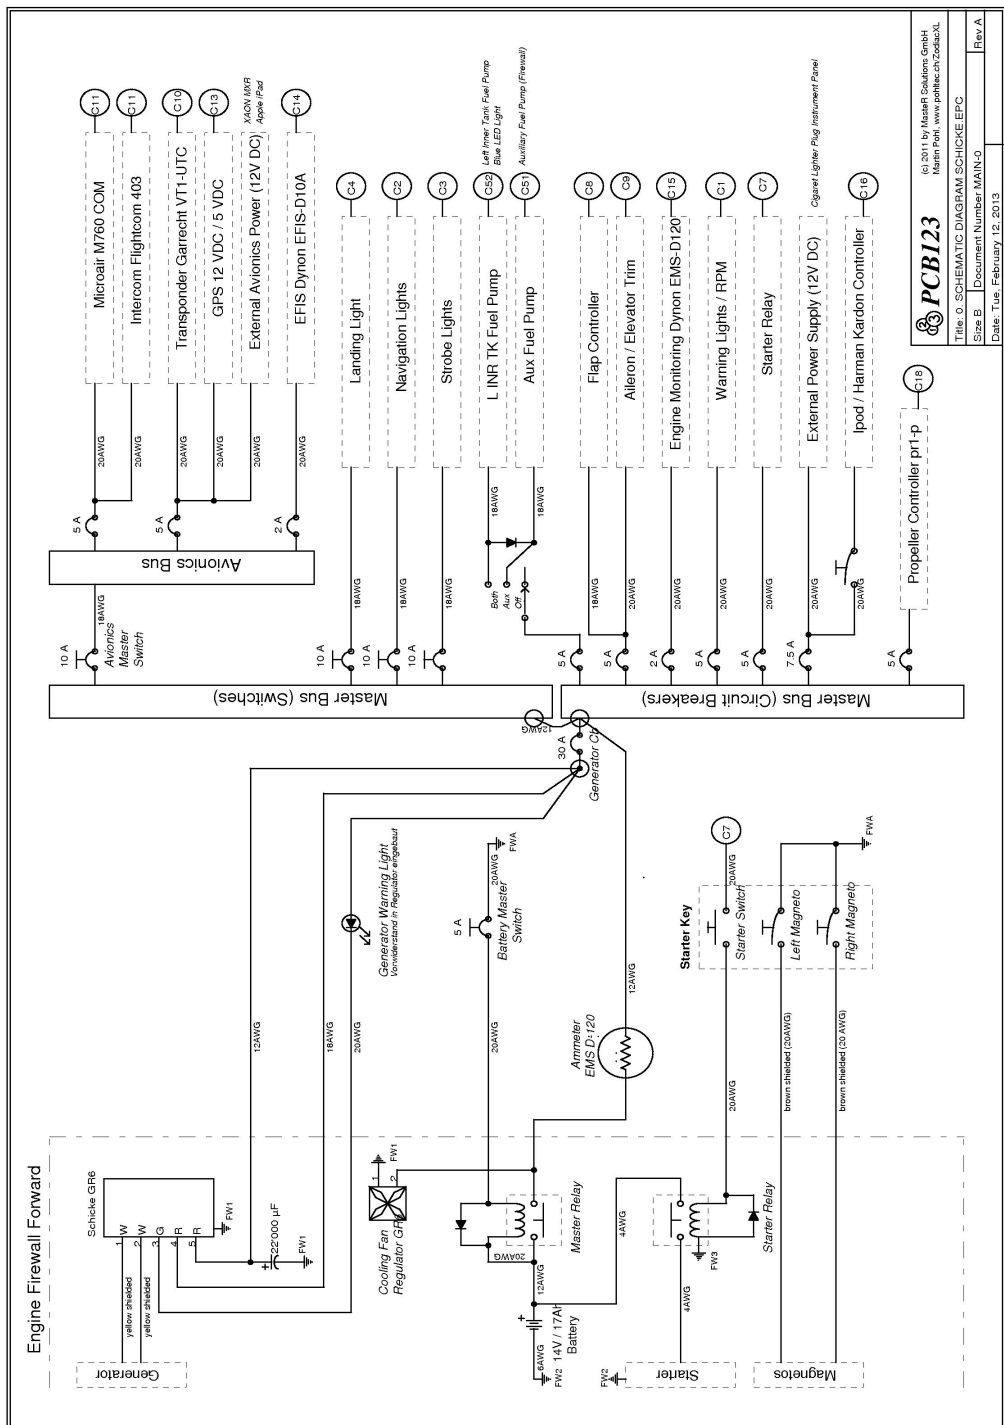 Engine Firewall Forward
Generator
yellow shielded
yellow shielded
Schicke GR6
1 W
2 W
3 G
4 R
5 R
FW1
22'000 µF
+
FW1
12AWG
18AWG
20AWG
Generator Warning Light
Vorwiderstand in Regulator eingebaut
Cooling Fan
1
2
FW1
20AWG
12AWG
Master Relay
20AWG
5 A
Battery Master
Switch
20AWG
FWA
+
14V / 17Ah
Battery
6AWG
FW2
Ammeter
EMS D-120
12AWG
4AWG
FW2
Starter
4AWG
FW3
Starter Relay
20AWG
Starter Key
Starter Switch
20AWG
C7
Left Magneto
Right Magneto
FWA
Magnetos
brown shielded (20AWG)
brown shielded (20 AWG)
30 A
12AWG
Master Bus (Switches)
Master Bus (Circuit Breakers)
10 A
Avionics
Master
Switch
18AWG
Avionics Bus
5 A
20AWG
Microair M760 COM
C11
20AWG
Intercom Flightcom 403
C11
5 A
20AWG
Transponder Garrecht VT1-UTC
C10
20AWG
GPS 12 VDC / 5 VDC
C13
20AWG
External Avionics Power (12V DC)
XAON MXR
Apple iPad
2 A
20AWG
EFIS Dynon EFIS-D10A
C14
10 A
18AWG
Landing Light
C4
10 A
18AWG
Navigation Lights
C2
10 A
18AWG
Strobe Lights
C3
Both
Aux
Off
18AWG
L INR TK Fuel Pump
C52
Left Inner Tank Fuel Pump
Blue LED Light
18AWG
Aux Fuel Pump
C51
Auxiliary Fuel Pump (Firewall)
5 A
20AWG
Flap Controller
C8
5 A
20AWG
Aileron / Elevator Trim
C9
2 A
20AWG
Engine Monitoring Dynon EMS-D120
C15
5 A
20AWG
Warning Lights / RPM
C1
5 A
20AWG
Starter Relay
C7
7.5 A
20AWG
External Power Supply (12V DC)
Cigaret Lighter Plug Instrument Panel
20AWG
Ipod / Harman Kardon Controller
C16
5 A
Propeller Controller pr1-p
C18
PCB123
(c) 2011 by MasteR Solutions GmbH
Martin Pohl, www.pohltec.ch/ZodiacXL
Title: 0. SCHEMATIC DIAGRAM SCHICKE.EPC
Size B
Document Number MAIN-0
Rev A
Date: Tue, February 12, 2013